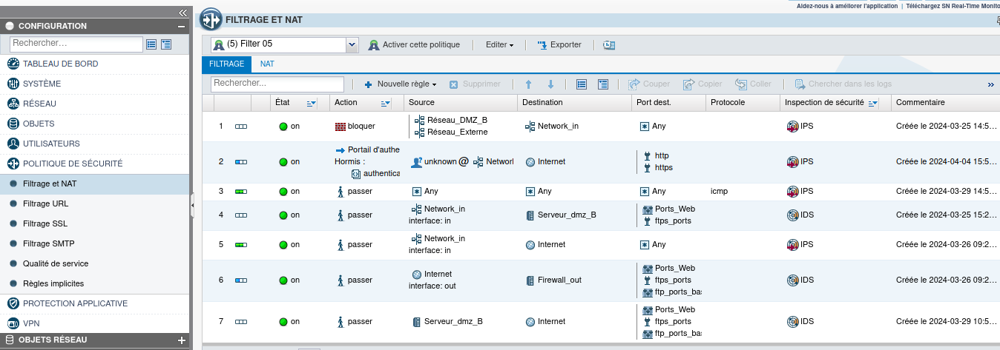 Aidez-nous à améliorer l'application | Téléchargez SN Real-Time Monito
CONFIGURATION
Rechercher…
TABLEAU DE BORD
SYSTÈME
RÉSEAU
OBJETS
UTILISATEURS
POLITIQUE DE SÉCURITÉ
Filtrage et NAT
Filtrage URL
Filtrage SSL
Filtrage SMTP
Qualité de service
Règles implicites
PROTECTION APPLICATIVE
VPN
OBJETS RÉSEAU
FILTRAGE ET NAT
(5) Filter 05 Activer cette politique Editer Exporter
FILTRAGE NAT
Rechercher… Nouvelle règle Supprimer Couper Copier Coller Chercher dans les logs »
État Action Source Destination Port dest. Protocole Inspection de sécurité Commentaire
1 on bloquer Réseau_DMZ_B Network_in Any IPS Créée le 2024-03-25 14:5…
Réseau_Externe
2 on Portail d'authe unknown @ Networl Internet http IPS Créée le 2024-04-04 15:5…
Hormis : https
authentica
3 on passer Any Any Any icmp IPS Créée le 2024-03-29 14:5…
4 on passer Network_in Serveur_dmz_B Ports_Web IDS Créée le 2024-03-25 15:2…
interface: in ftps_ports
5 on passer Network_in Internet Any IPS Créée le 2024-03-26 09:2…
interface: in
6 on passer Internet Firewall_out Ports_Web IDS Créée le 2024-03-26 09:2…
interface: out ftps_ports
ftp_ports_bas
7 on passer Serveur_dmz_B Internet Ports_Web IDS Créée le 2024-03-29 10:5…
ftps_ports
ftp_ports_bas